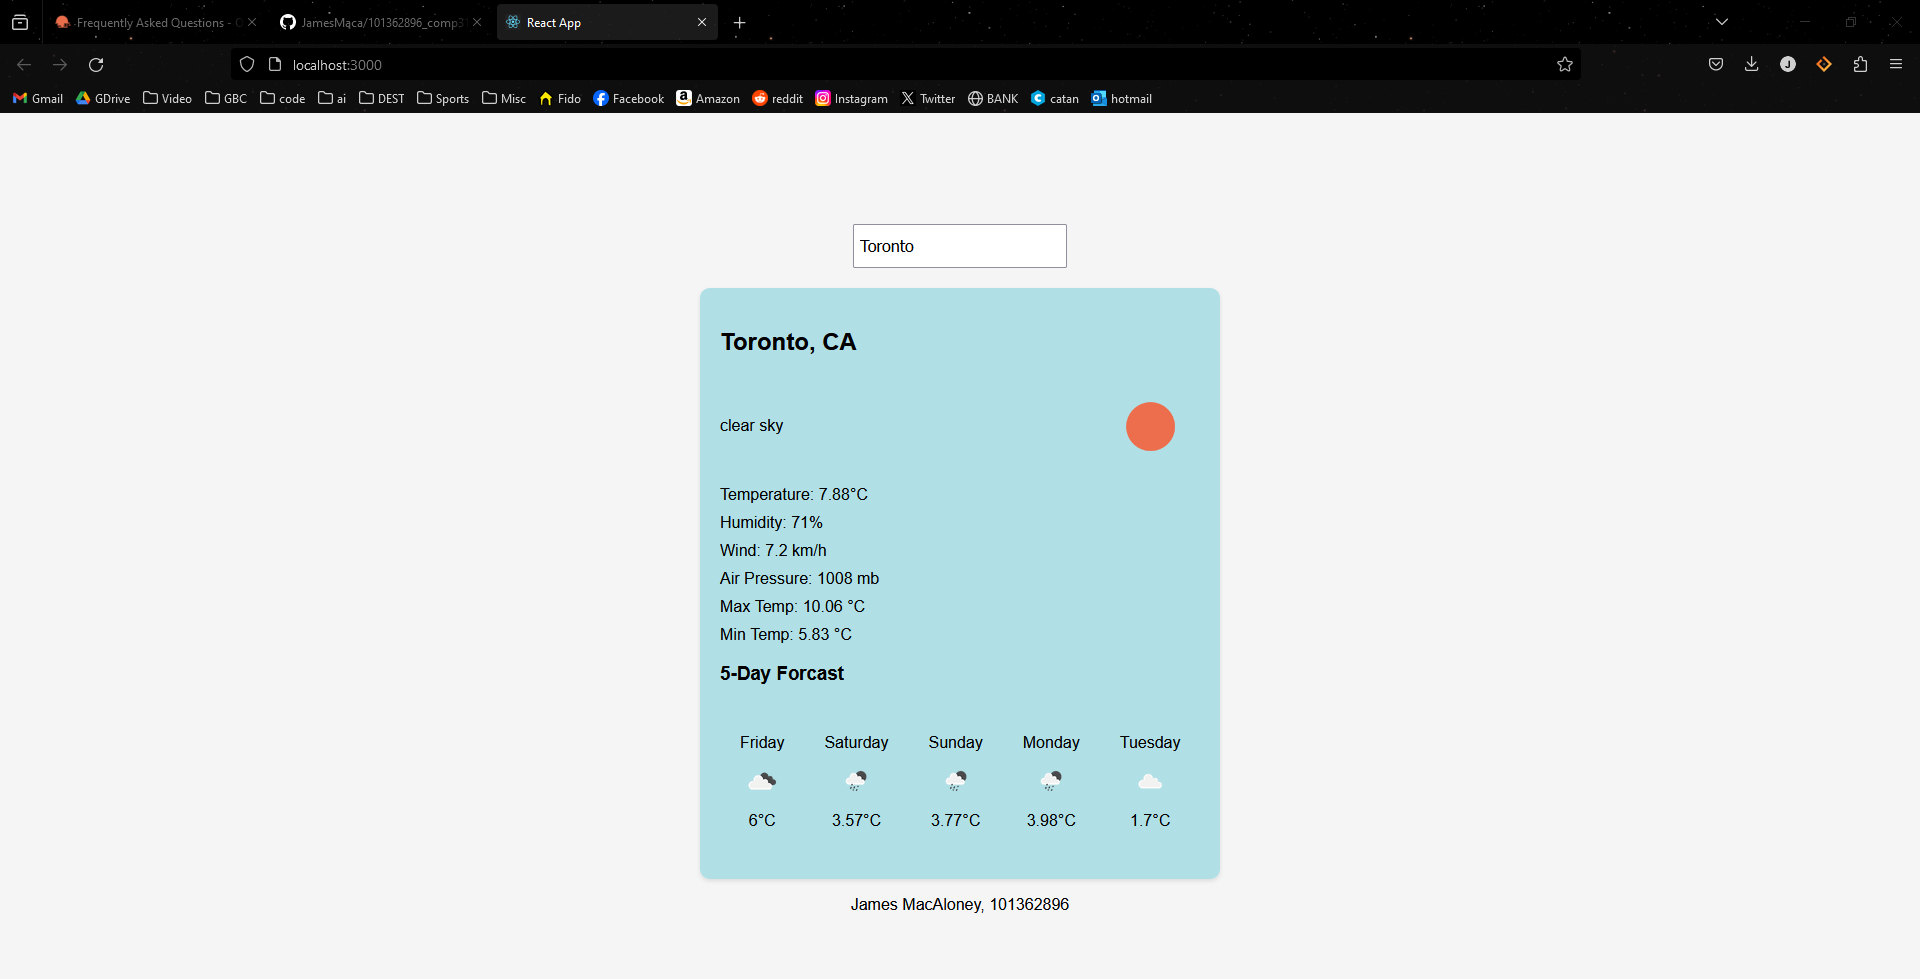 Frequently Asked Questions -
JamesMaca/101362896_comp3
React App
localhost:3000
Gmail GDrive Video GBC code ai DEST Sports Misc Fido Facebook Amazon reddit Instagram Twitter BANK catan hotmail
Toronto
Toronto, CA
clear sky
Temperature: 7.88°C
Humidity: 71%
Wind: 7.2 km/h
Air Pressure: 1008 mb
Max Temp: 10.06 °C
Min Temp: 5.83 °C
5-Day Forcast
Friday Saturday Sunday Monday Tuesday
6°C 3.57°C 3.77°C 3.98°C 1.7°C
James MacAloney, 101362896